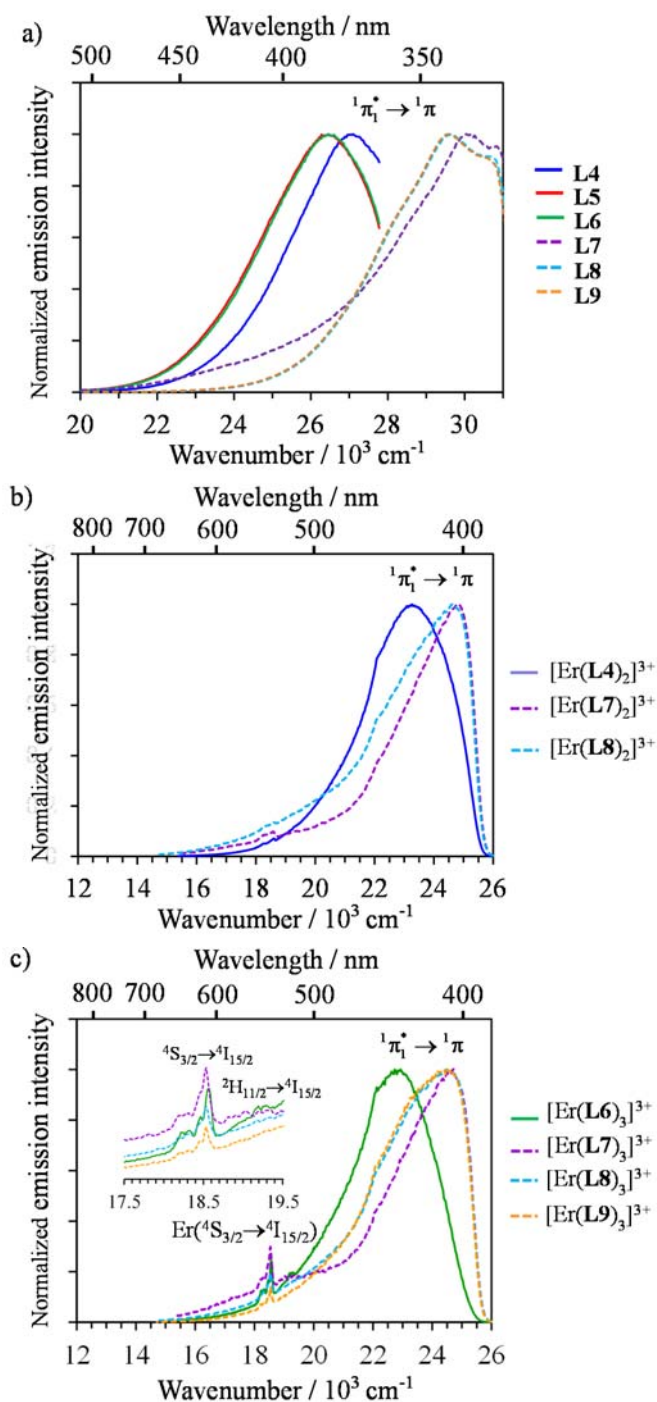 a)
Wavelength / nm
500 450 400 350
¹π₁* → ¹π
Normalized emission intensity
L4
L5
L6
L7
L8
L9
20 22 24 26 28 30
Wavenumber / 10³ cm⁻¹
b)
Wavelength / nm
800 700 600 500 400
¹π₁* → ¹π
Normalized emission intensity
[Er(L4)₂]³⁺
[Er(L7)₂]³⁺
[Er(L8)₂]³⁺
12 14 16 18 20 22 24 26
Wavenumber / 10³ cm⁻¹
c)
Wavelength / nm
800 700 600 500 400
¹π₁* → ¹π
⁴S₃/₂→⁴I₁₅/₂
²H₁₁/₂→⁴I₁₅/₂
17.5 18.5 19.5
Er(⁴S₃/₂→⁴I₁₅/₂)
Normalized emission intensity
[Er(L6)₃]³⁺
[Er(L7)₃]³⁺
[Er(L8)₃]³⁺
[Er(L9)₃]³⁺
12 14 16 18 20 22 24 26
Wavenumber / 10³ cm⁻¹